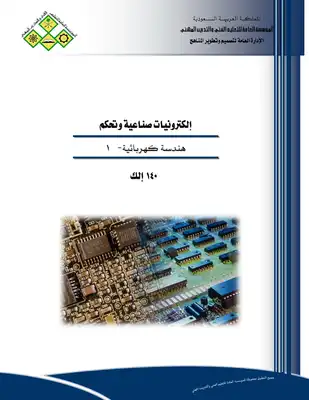 المملكة العربية السعودية
المؤسسة العامة للتعليم الفني والتدريب المهني
الإدارة العامة لتصميم وتطوير المناهج
إلكترونيات صناعية وتحكم
هندسة كهربائية- ١
١٤٠ إلك